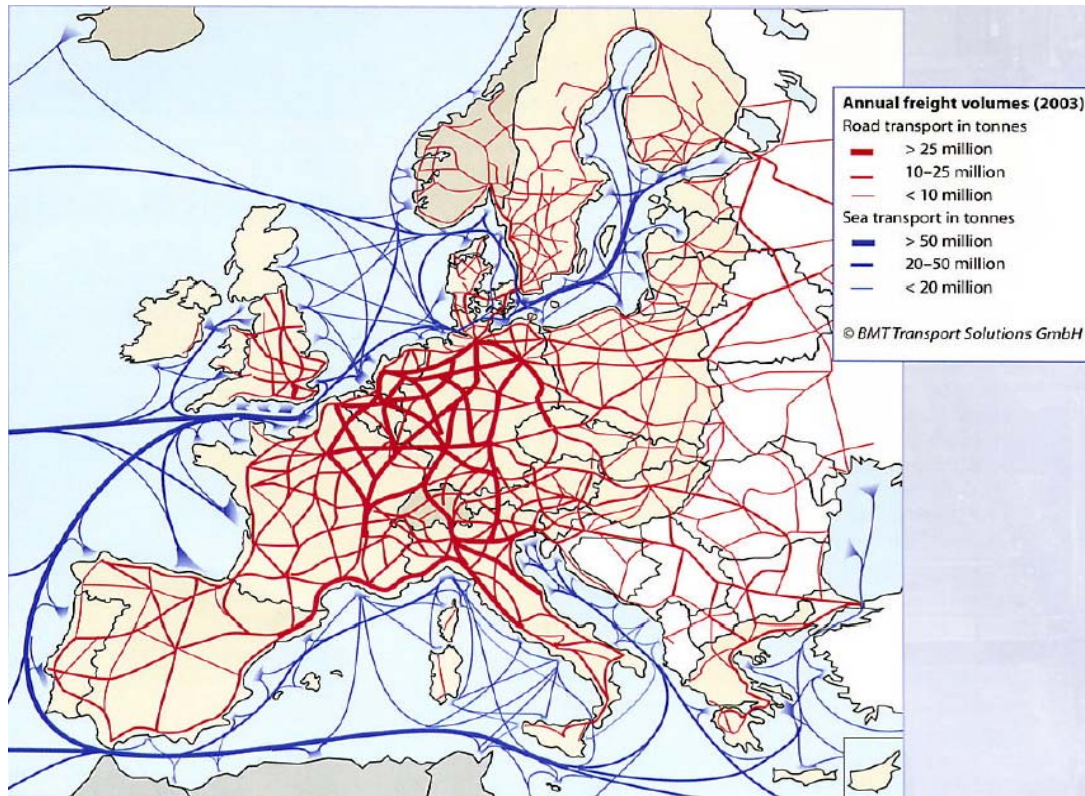 Annual freight volumes (2003)
Road transport in tonnes
> 25 million
10–25 million
< 10 million
Sea transport in tonnes
> 50 million
20–50 million
< 20 million
© BMT Transport Solutions GmbH